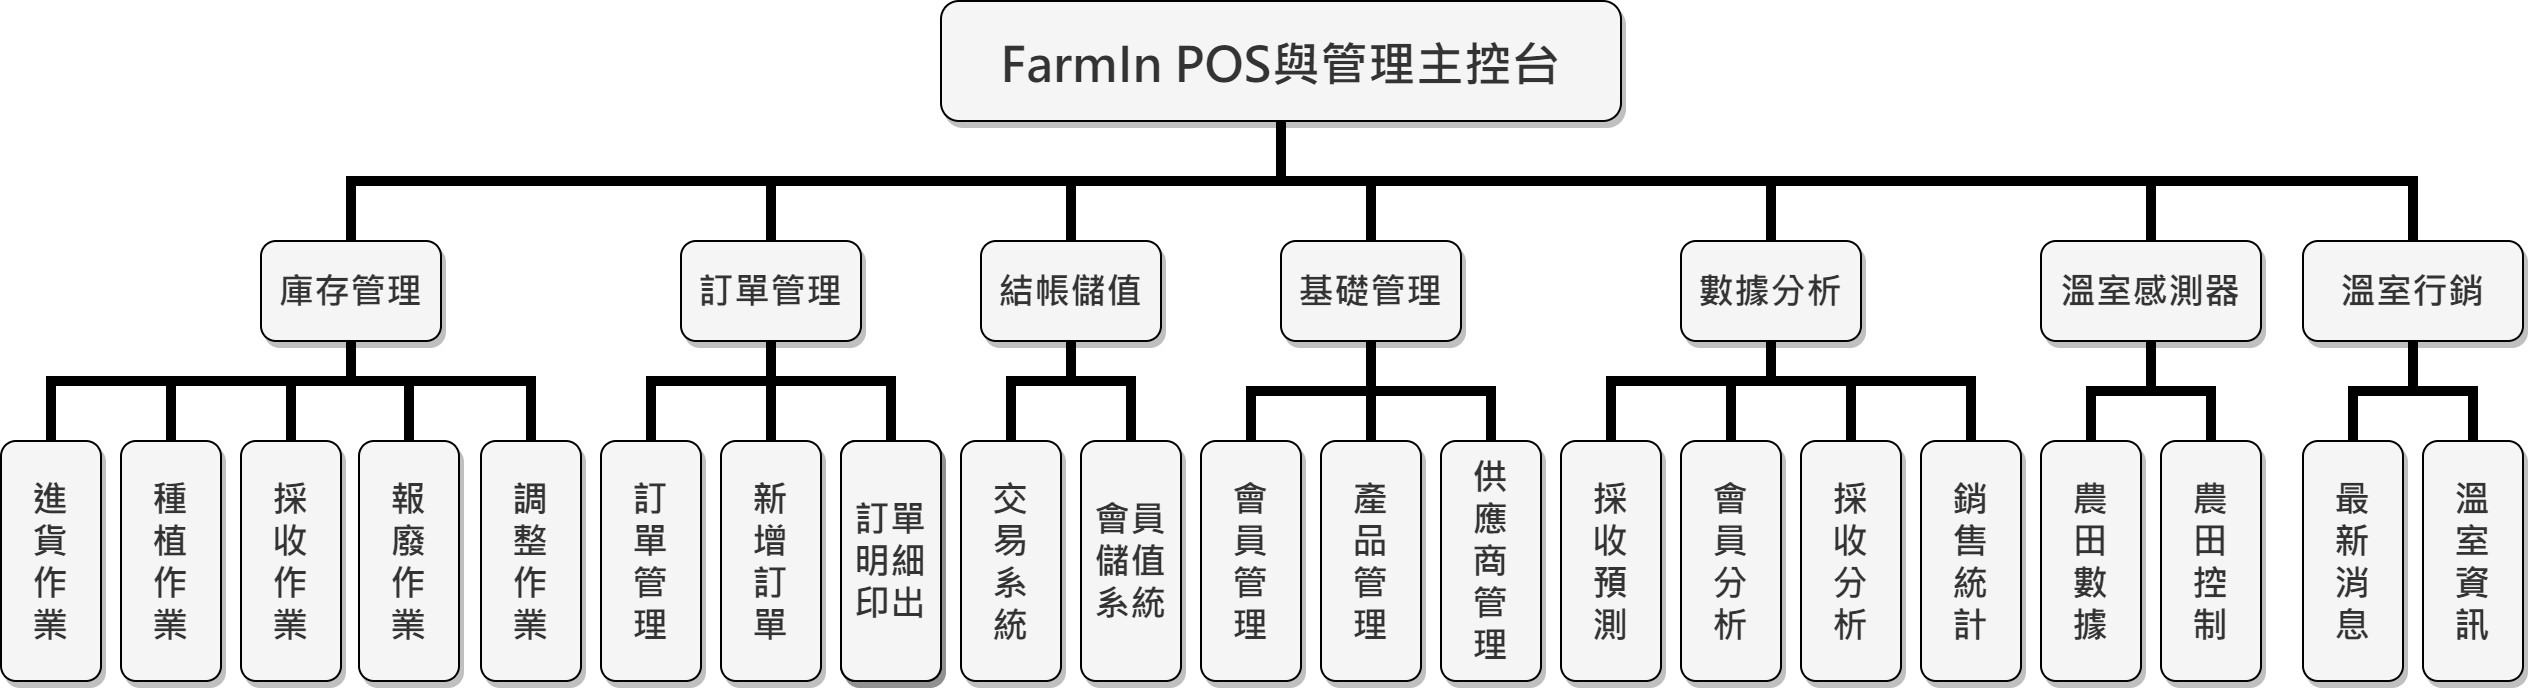 FarmIn POS與管理主控台
庫存管理
訂單管理
結帳儲值
基礎管理
數據分析
溫室感測器
溫室行銷
進貨作業
種植作業
採收作業
報廢作業
調整作業
訂單管理
新增訂單
訂單
明細
印出
交易系統
會員
儲值
系統
會員管理
產品管理
供應商管理
採收預測
會員分析
採收分析
銷售統計
農田數據
農田控制
最新消息
溫室資訊